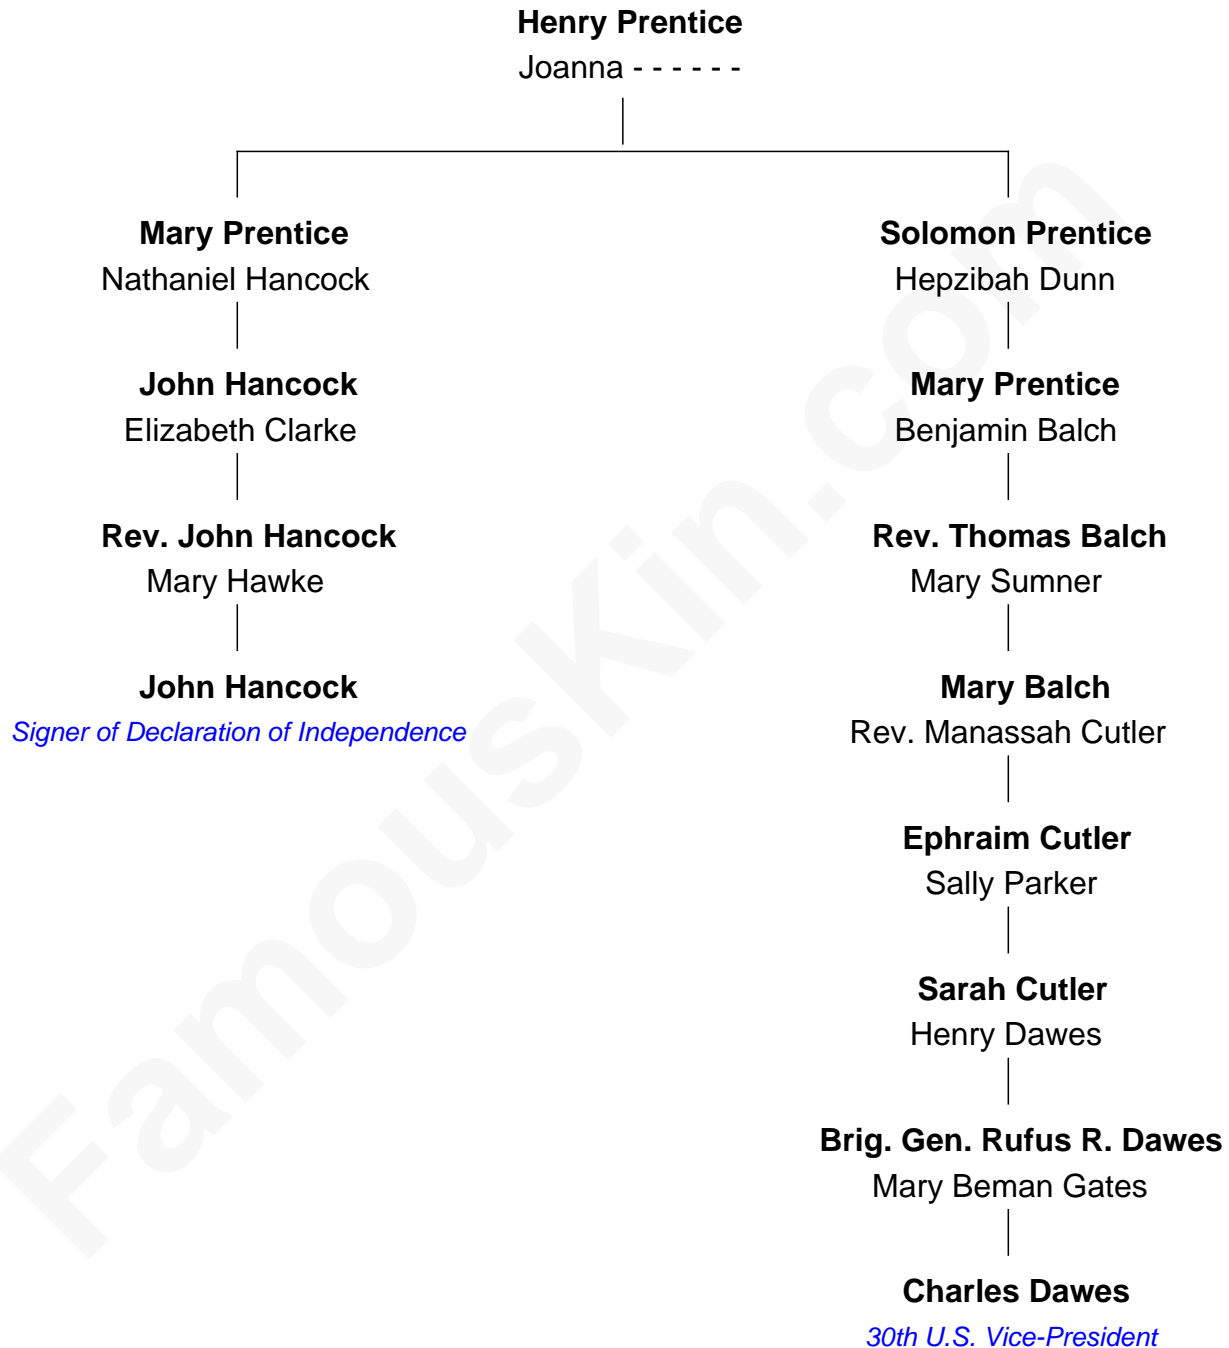 Henry Prentice
Joanna - - - - - -
Mary Prentice
Nathaniel Hancock
John Hancock
Elizabeth Clarke
Rev. John Hancock
Mary Hawke
John Hancock
Signer of Declaration of Independence
Solomon Prentice
Hepzibah Dunn
Mary Prentice
Benjamin Balch
Rev. Thomas Balch
Mary Sumner
Mary Balch
Rev. Manassah Cutler
Ephraim Cutler
Sally Parker
Sarah Cutler
Henry Dawes
Brig. Gen. Rufus R. Dawes
Mary Beman Gates
Charles Dawes
30th U.S. Vice-President
FamousKin.com